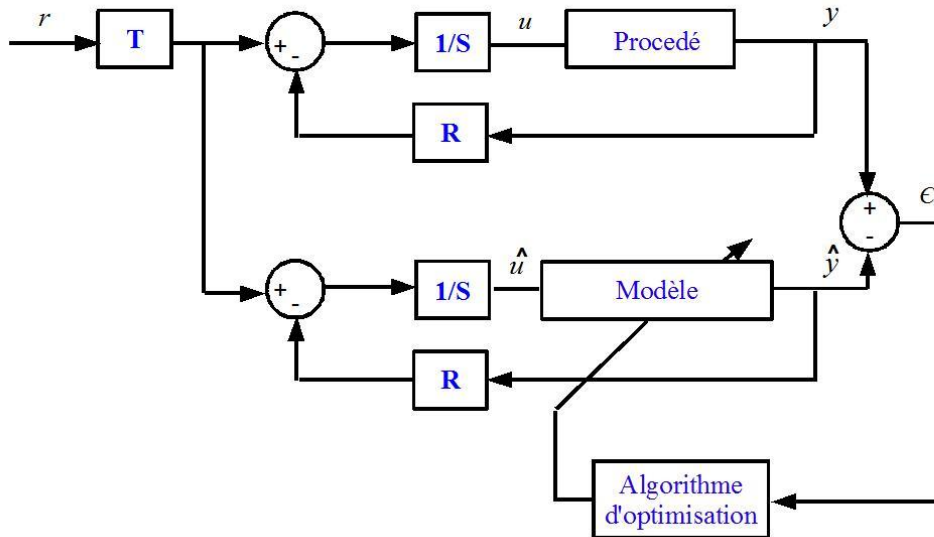 r
T
+
-
1/S
u
Procedé
y
R
+
-
ϵ
+
-
1/S
û
Modèle
ŷ
R
Algorithme
d'optimisation